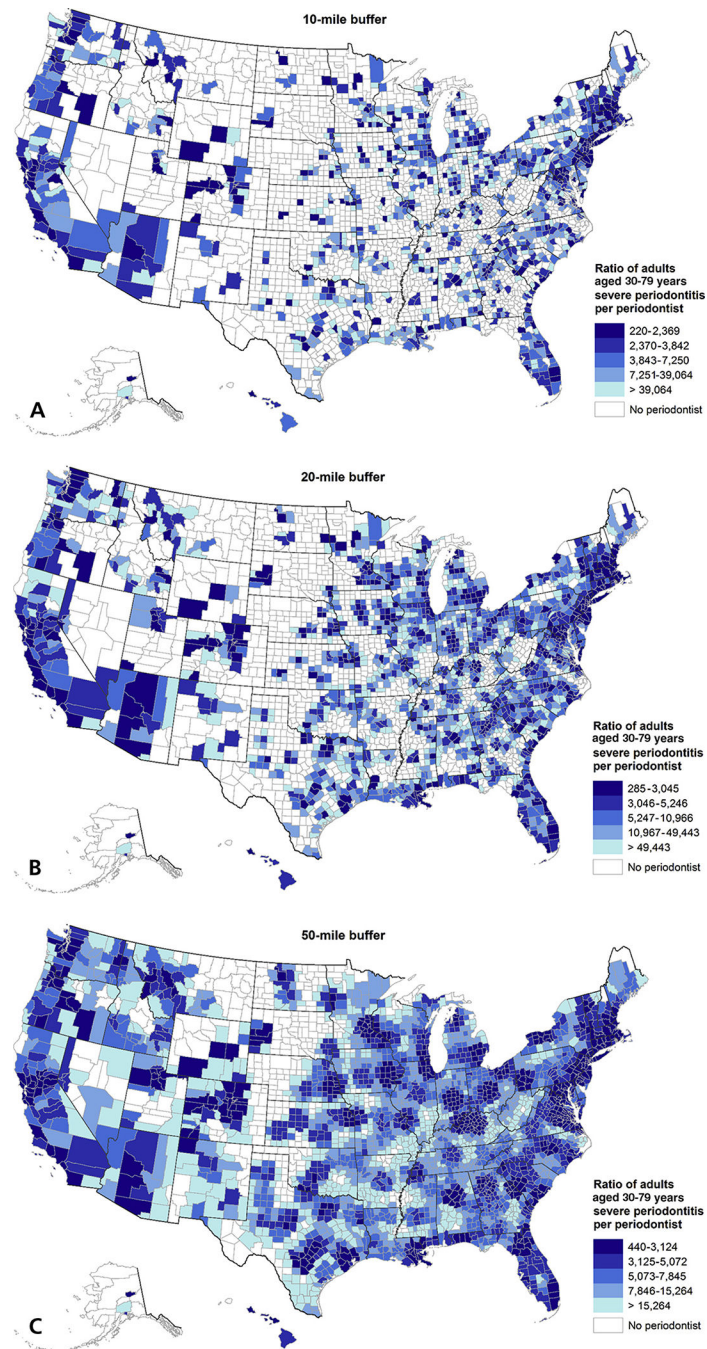 10-mile buffer
Ratio of adults
aged 30-79 years
severe periodontitis
per periodontist
220-2,369
2,370-3,842
3,843-7,250
7,251-39,064
> 39,064
No periodontist
A
20-mile buffer
Ratio of adults
aged 30-79 years
severe periodontitis
per periodontist
285-3,045
3,046-5,246
5,247-10,966
10,967-49,443
> 49,443
No periodontist
B
50-mile buffer
Ratio of adults
aged 30-79 years
severe periodontitis
per periodontist
440-3,124
3,125-5,072
5,073-7,845
7,846-15,264
> 15,264
No periodontist
C